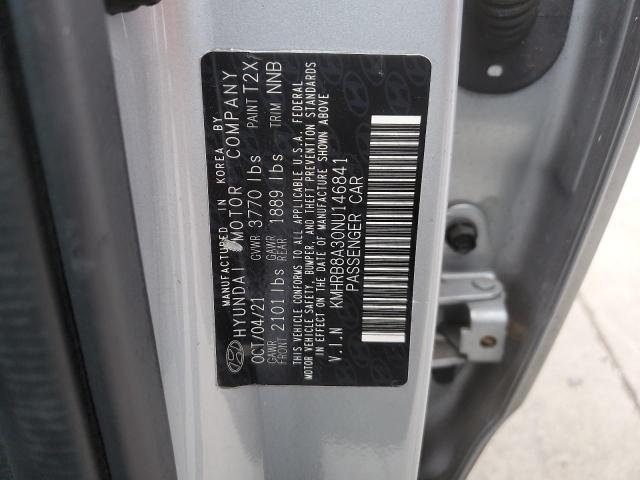 MANUFACTURED IN KOREA BY
HYUNDAI MOTOR COMPANY
OCT/04/21 GVWR 3770 lbs PAINT T2X
GAWR FRONT 2101 lbs GAWR REAR 1889 lbs TRIM NNB
THIS VEHICLE CONFORMS TO ALL APPLICABLE U.S.A. FEDERAL
MOTOR VEHICLE SAFETY, BUMPER, AND THEFT PREVENTION STANDARDS
IN EFFECT ON THE DATE OF MANUFACTURE SHOWN ABOVE
V.I.N KMHRB8A30NU146841
PASSENGER CAR